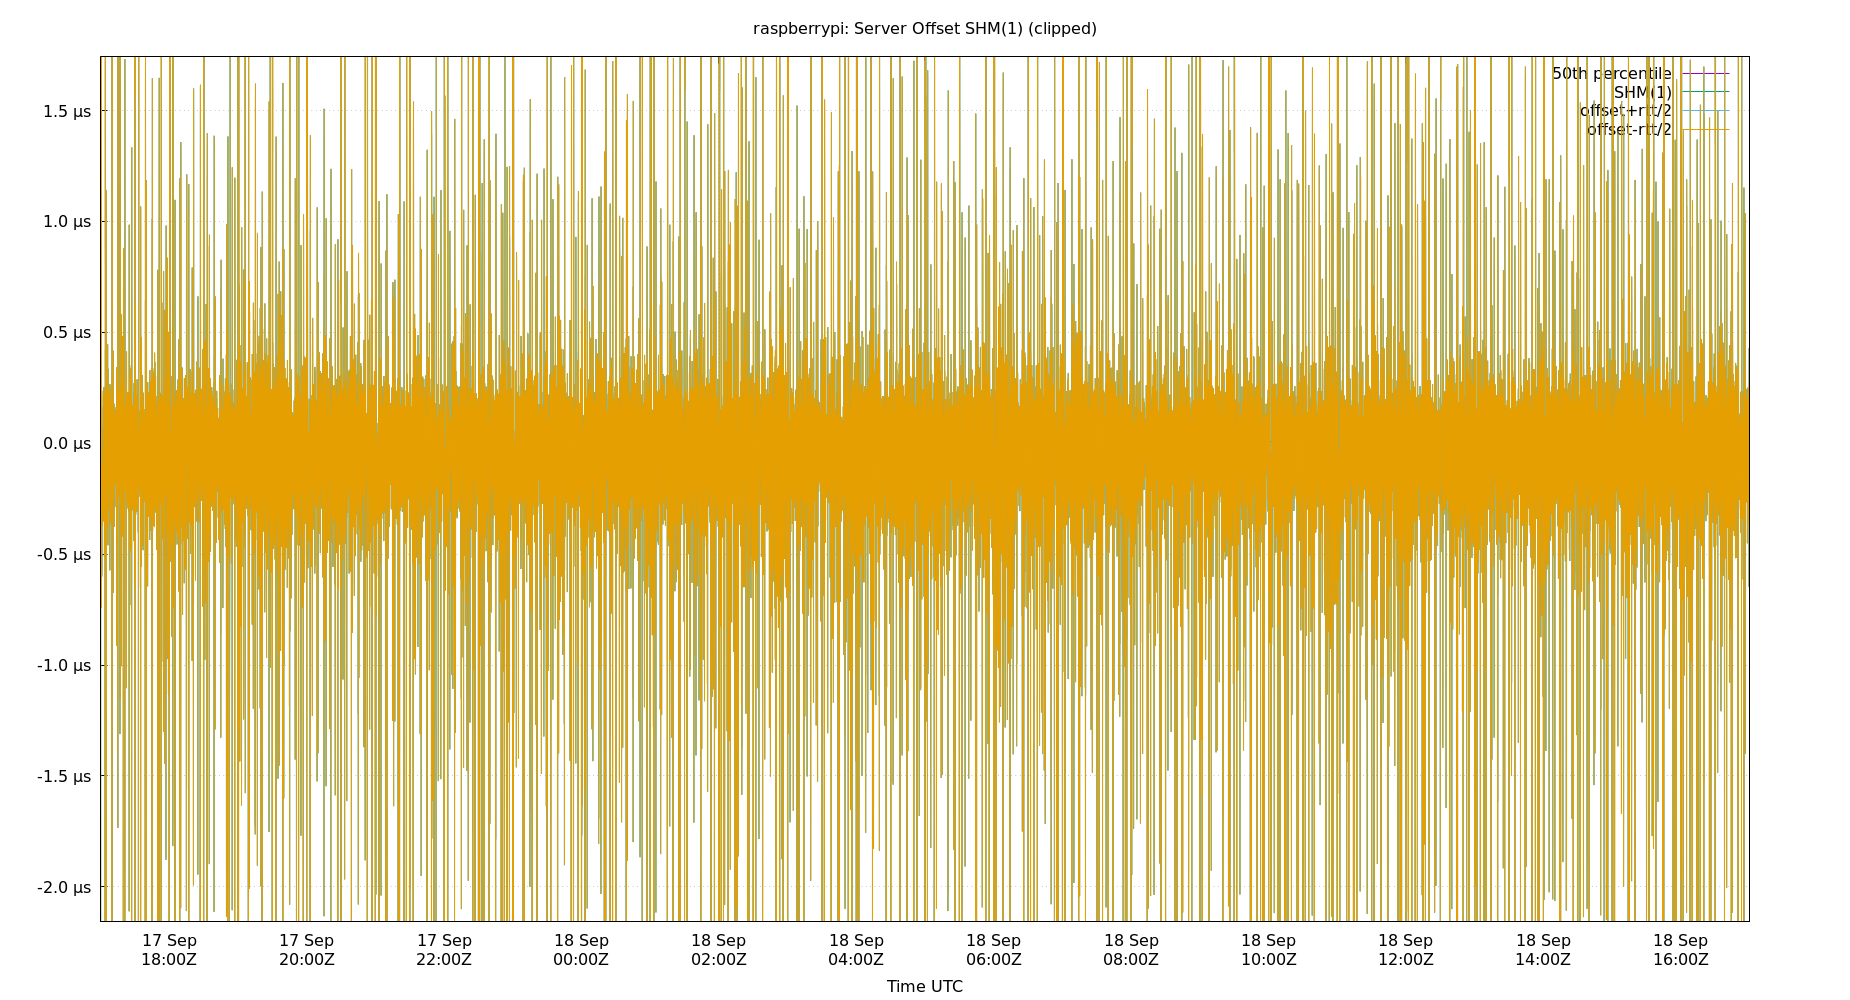 raspberrypi: Server Offset SHM(1) (clipped)
50th percentile
SHM(1)
offset+rtt/2
offset-rtt/2
1.5 µs
1.0 µs
0.5 µs
0.0 µs
-0.5 µs
-1.0 µs
-1.5 µs
-2.0 µs
17 Sep 17 Sep 17 Sep 18 Sep 18 Sep 18 Sep 18 Sep 18 Sep 18 Sep 18 Sep 18 Sep 18 Sep
18:00Z 20:00Z 22:00Z 00:00Z 02:00Z 04:00Z 06:00Z 08:00Z 10:00Z 12:00Z 14:00Z 16:00Z
Time UTC